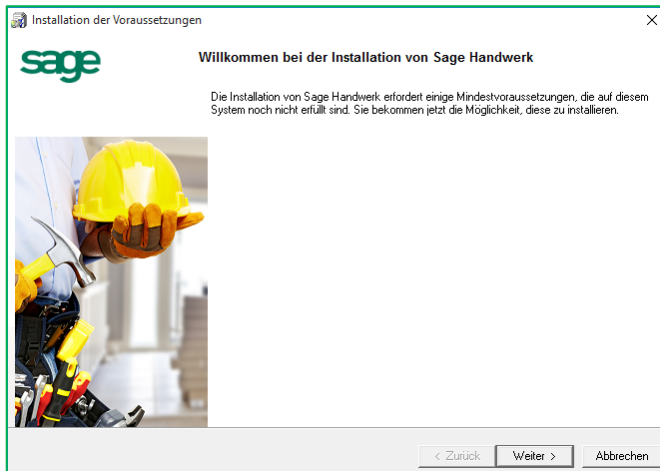 Installation der Voraussetzungen
sage
Willkommen bei der Installation von Sage Handwerk
Die Installation von Sage Handwerk erfordert einige Mindestvoraussetzungen, die auf diesem
System noch nicht erfüllt sind. Sie bekommen jetzt die Möglichkeit, diese zu installieren.
< Zurück Weiter > Abbrechen